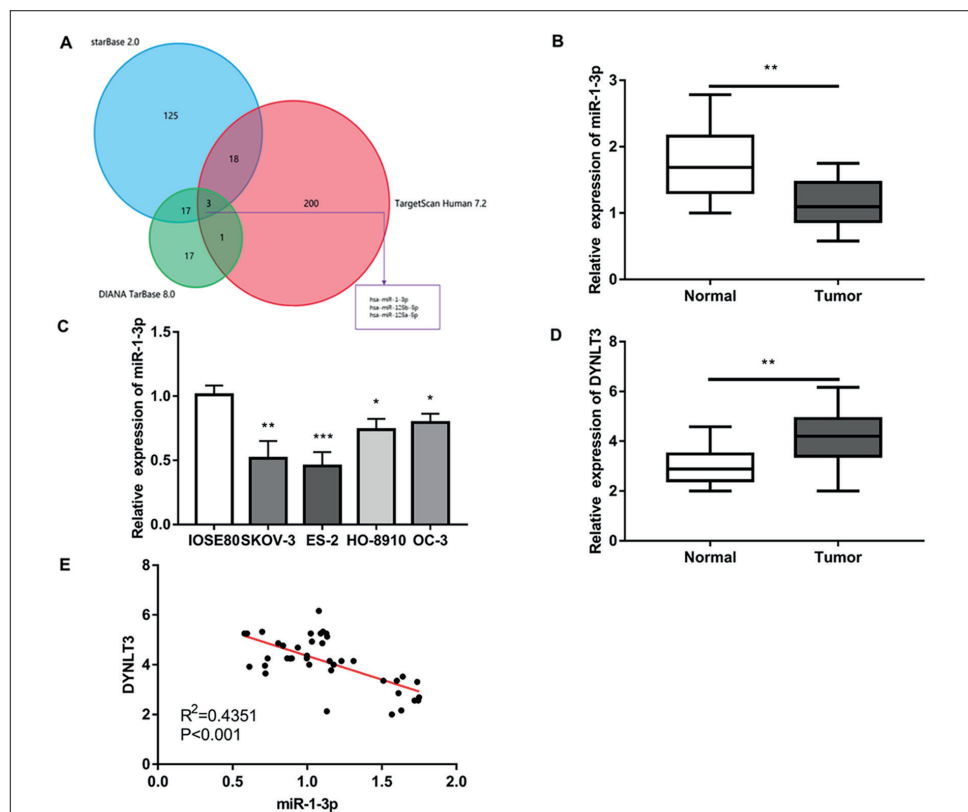 A
starBase 2.0
125
18
17
3
200
TargetScan Human 7.2
1
17
DIANA TarBase 8.0
hsa-miR-1-3p
hsa-miR-125b-5p
hsa-miR-125a-5p
B
**
Relative expression of miR-1-3p
3
2
1
0
Normal Tumor
C
Relative expression of miR-1-3p
1.5
1.0
0.5
0.0
** *** * *
IOSE80 SKOV-3 ES-2 HO-8910 OC-3
D
**
Relative expression of DYNLT3
8
6
4
2
0
Normal Tumor
E
DYNLT3
8
6
4
2
0
R²=0.4351
P<0.001
0.0 0.5 1.0 1.5 2.0
miR-1-3p